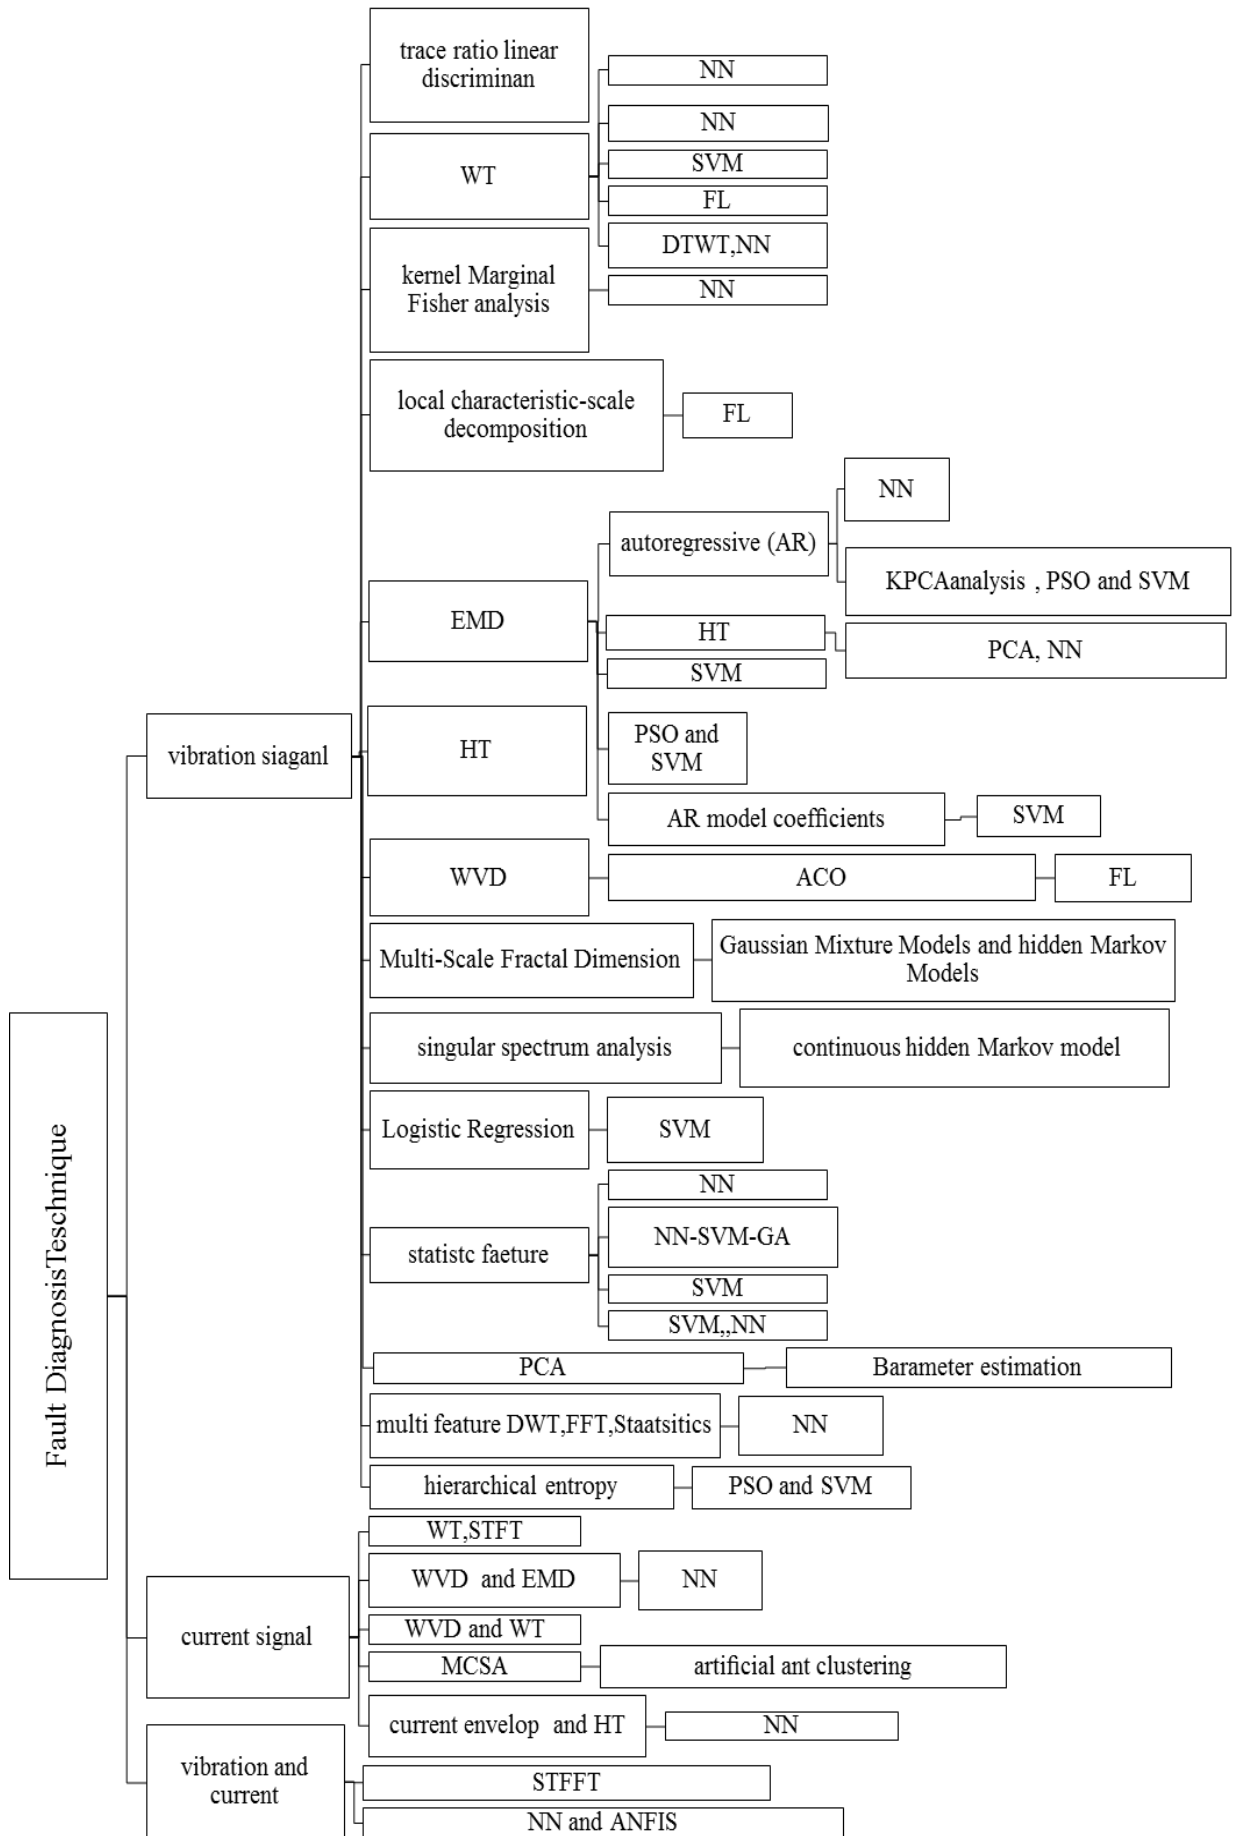 Fault DiagnosisTeschnique
vibration siaganl
trace ratio linear
discriminan
WT
NN
NN
SVM
FL
DTWT,NN
kernel Marginal
Fisher analysis
NN
local characteristic-scale
decomposition
FL
EMD
autoregressive (AR)
NN
KPCAanalysis , PSO and SVM
HT
PCA, NN
SVM
PSO and
SVM
AR model coefficients
SVM
HT
WVD
ACO
FL
Multi-Scale Fractal Dimension
Gaussian Mixture Models and hidden Markov
Models
singular spectrum analysis
continuous hidden Markov model
Logistic Regression
SVM
statistc faeture
NN
NN-SVM-GA
SVM
SVM,,NN
PCA
Barameter estimation
multi feature DWT,FFT,Staatsitics
NN
hierarchical entropy
PSO and SVM
current signal
WT,STFT
WVD  and EMD
NN
WVD and WT
MCSA
artificial ant clustering
current envelop  and HT
NN
vibration and
current
STFFT
NN and ANFIS